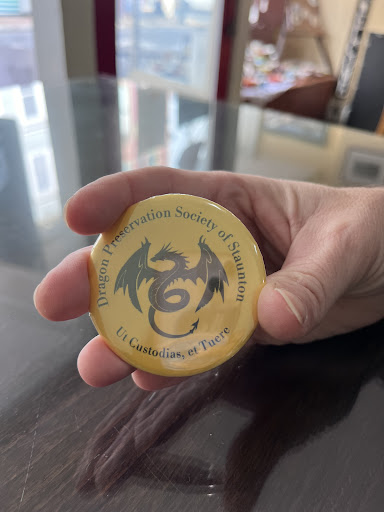 Dragon Preservation Society of Staunton
Ut Custodias, et Tuere